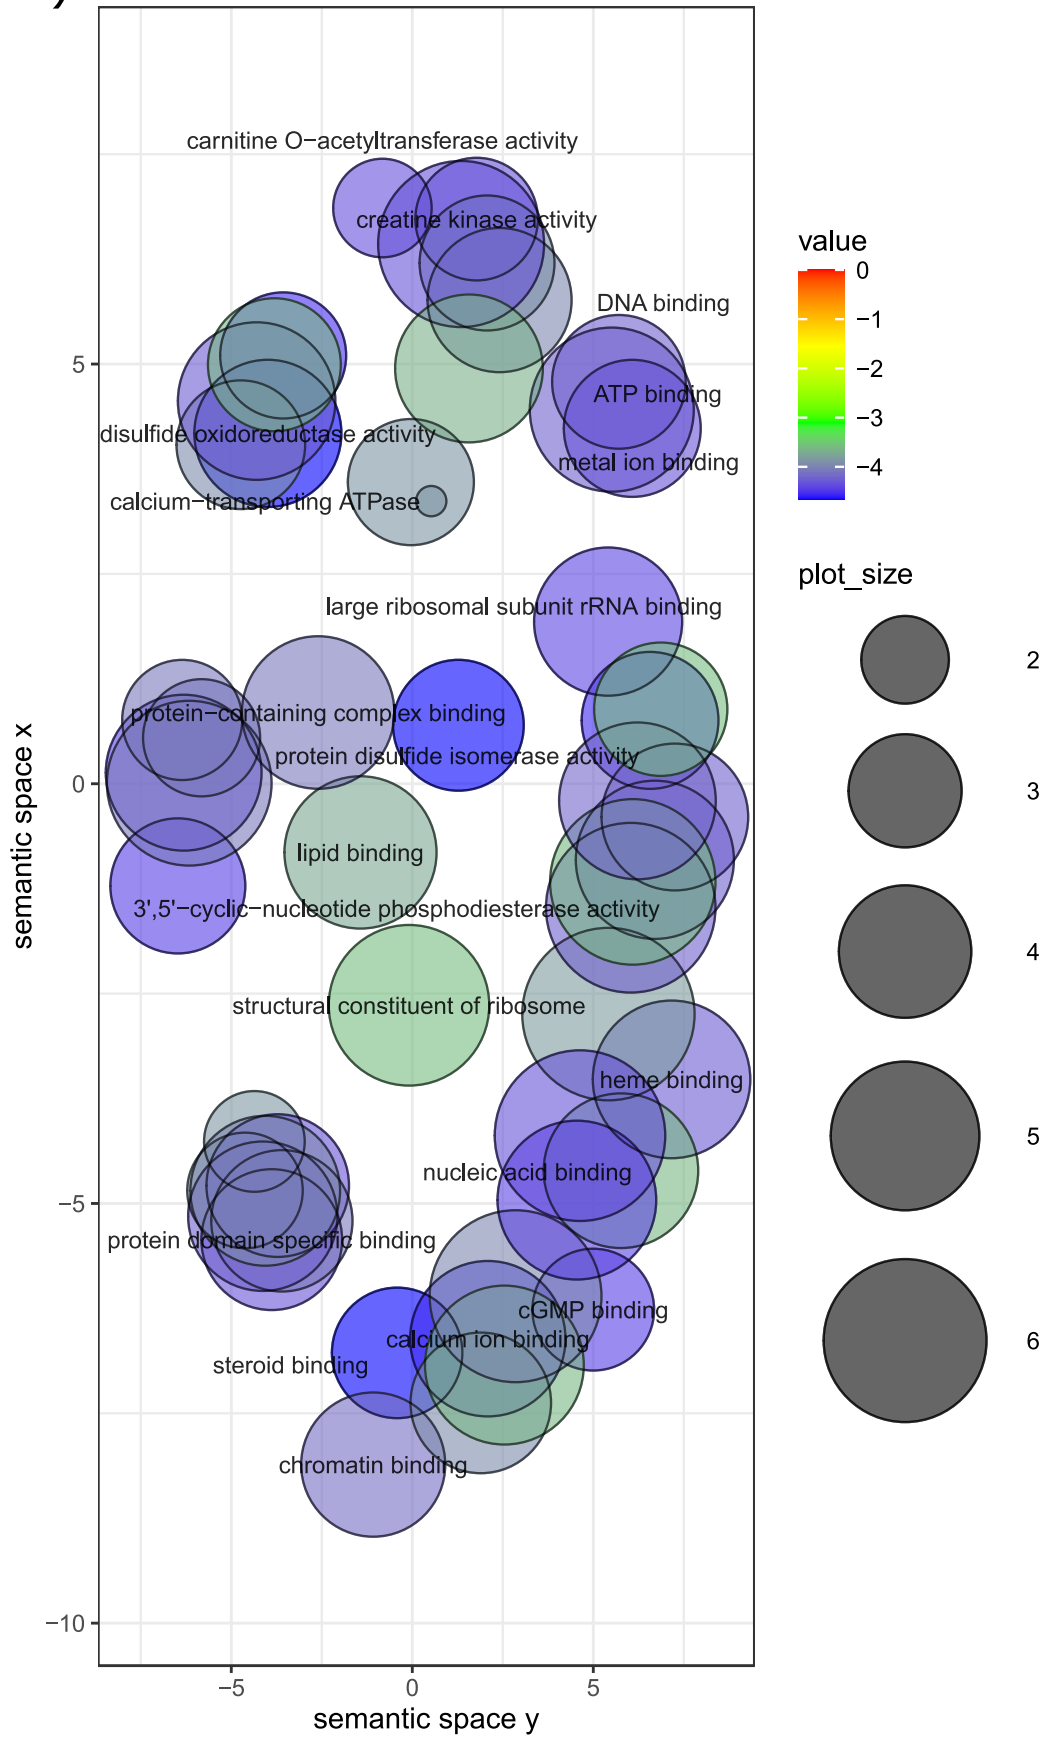 )
carnitine O−acetyltransferase activity
creatine kinase activity
DNA binding
ATP binding
metal ion binding
disulfide oxidoreductase activity
calcium−transporting ATPase
large ribosomal subunit rRNA binding
protein−containing complex binding
protein disulfide isomerase activity
lipid binding
3',5'−cyclic−nucleotide phosphodiesterase activity
structural constituent of ribosome
heme binding
nucleic acid binding
protein domain specific binding
cGMP binding
calcium ion binding
steroid binding
chromatin binding
5
0
−5
−10
semantic space x
−5
0
5
semantic space y
value
0
−1
−2
−3
−4
plot_size
2
3
4
5
6